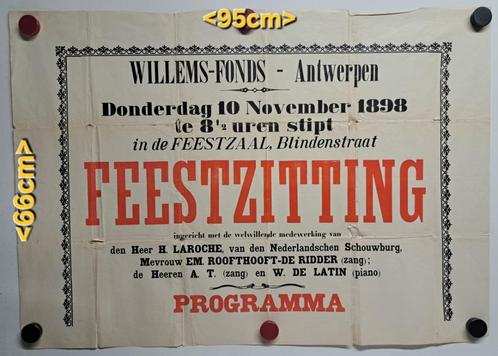 <95cm>
<66cm>
WILLEMS-FONDS - Antwerpen
Donderdag 10 November 1898
te 8 1/2 uren stipt
in de FEESTZAAL, Blindenstraat
FEESTZITTING
ingericht met de welwillende medewerking van
den Heer H. LAROCHE, van den Nederlandschen Schouwburg,
Mevrouw EM. ROOFTHOOFT-DE RIDDER (zang);
de Heeren A. T. (zang) en W. DE LATIN (piano)
PROGRAMMA